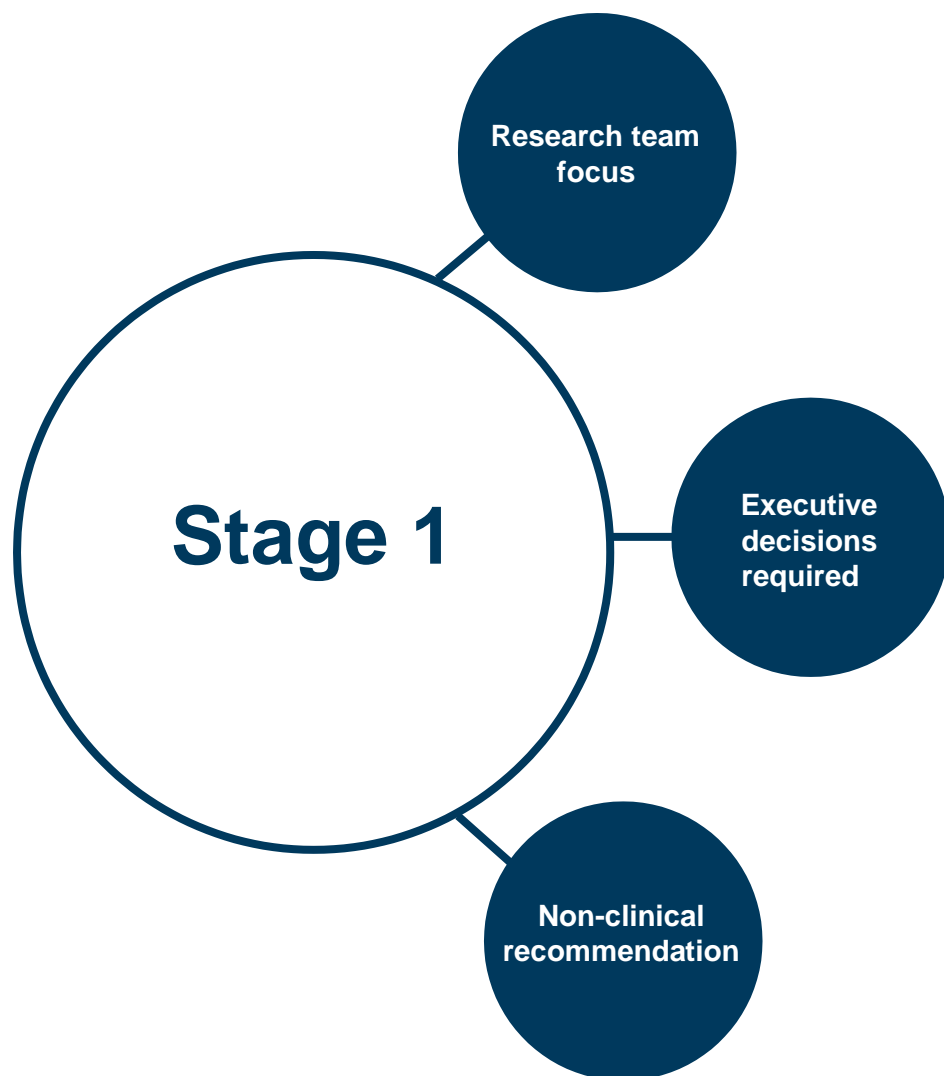 Research team
focus
Stage 1
Executive
decisions
required
Non-clinical
recommendation